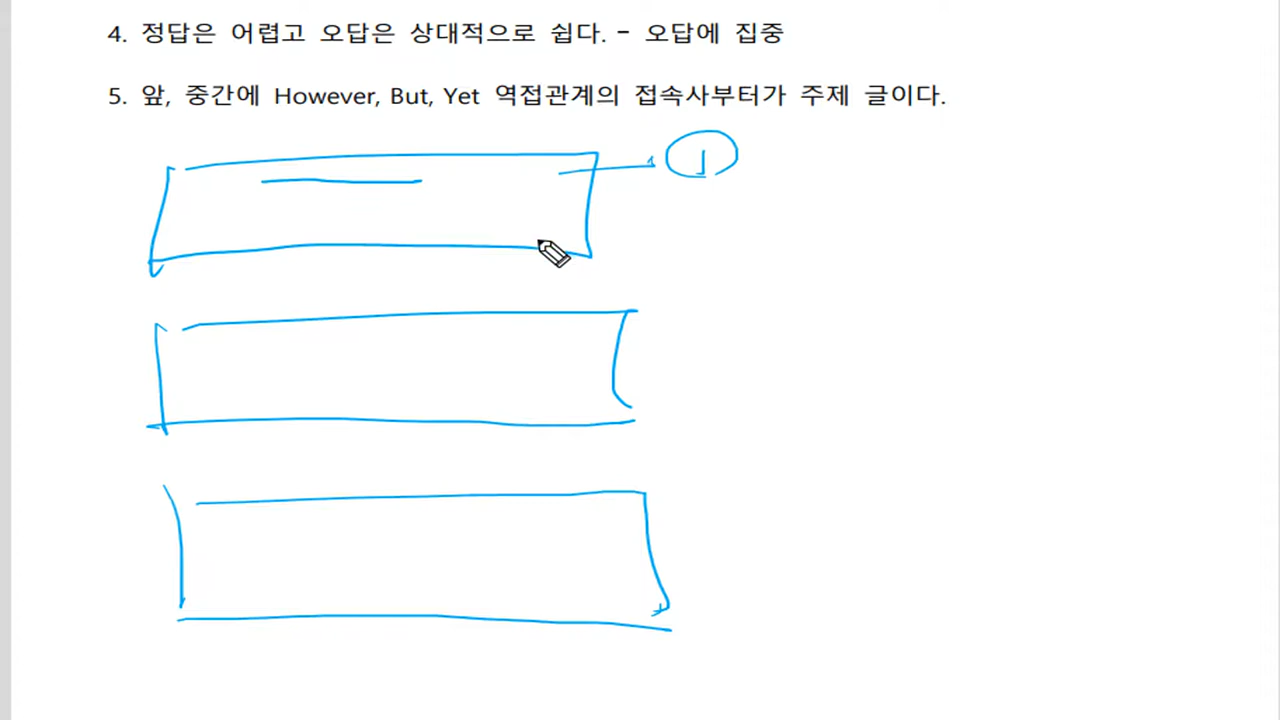 4. 정답은 어렵고 오답은 상대적으로 쉽다. - 오답에 집중
5. 앞, 중간에 However, But, Yet 역접관계의 접속사부터가 주제 글이다.
1